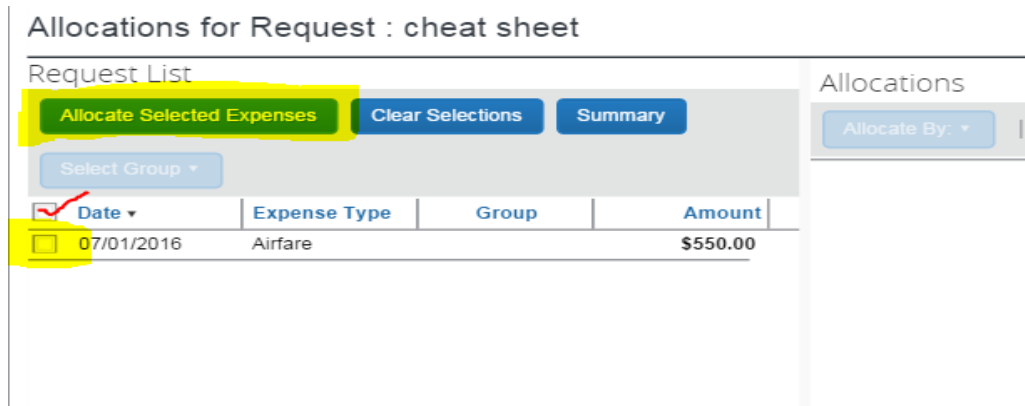 Allocations for Request : cheat sheet
Request List
Allocate Selected Expenses Clear Selections Summary
Select Group
Date Expense Type Group Amount
07/01/2016 Airfare $550.00
Allocations
Allocate By: